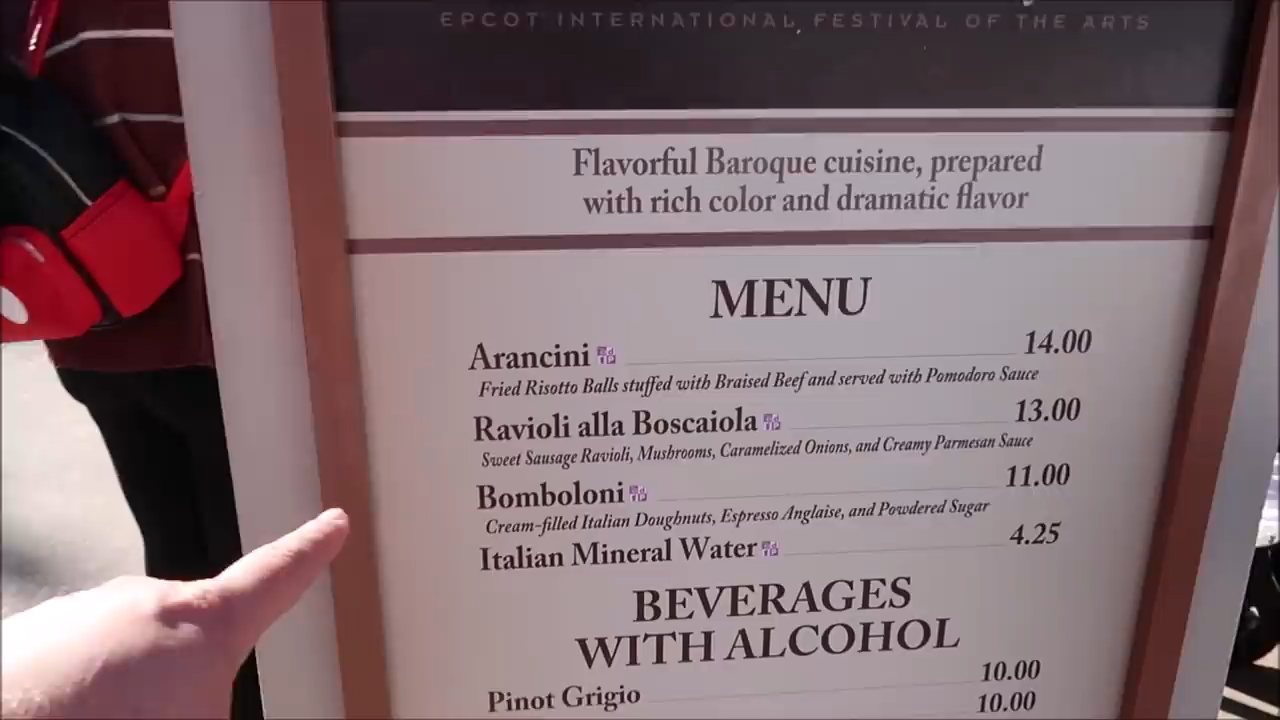 EPCOT INTERNATIONAL FESTIVAL OF THE ARTS
Flavorful Baroque cuisine, prepared
with rich color and dramatic flavor
MENU
Arancini 14.00
Fried Risotto Balls stuffed with Braised Beef and served with Pomodoro Sauce
Ravioli alla Boscaiola 13.00
Sweet Sausage Ravioli, Mushrooms, Caramelized Onions, and Creamy Parmesan Sauce
Bomboloni 11.00
Cream-filled Italian Doughnuts, Espresso Anglaise, and Powdered Sugar
Italian Mineral Water 4.25
BEVERAGES
WITH ALCOHOL
Pinot Grigio 10.00
10.00